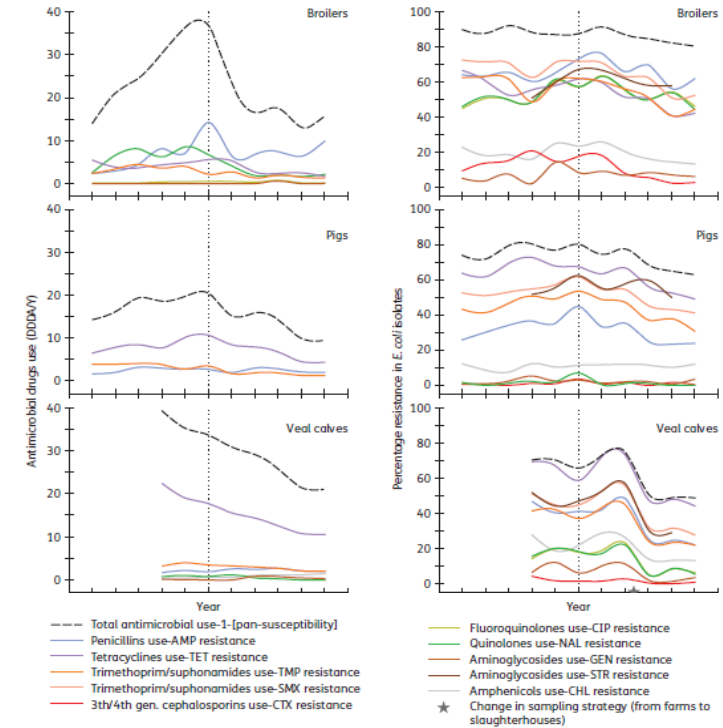 Broilers
40
30
20
10
0
Pigs
40
30
20
10
0
Veal calves
40
30
20
10
0
Antimicrobial drugs use (DDDA/Y)
Year
Broilers
100
80
60
40
20
0
Pigs
100
80
60
40
20
0
Veal calves
100
80
60
40
20
0
Percentage resistance in E. coli isolates
Year
Total antimicrobial use-1-[pan-susceptibility]
Penicillins use-AMP resistance
Tetracyclines use-TET resistance
Trimethoprim/suphonamides use-TMP resistance
Trimethoprim/suphonamides use-SMX resistance
3th/4th gen. cephalosporins use-CTX resistance
Fluoroquinolones use-CIP resistance
Quinolones use-NAL resistance
Aminoglycosides use-GEN resistance
Aminoglycosides use-STR resistance
Amphenicols use-CHL resistance
Change in sampling strategy (from farms to
slaughterhouses)